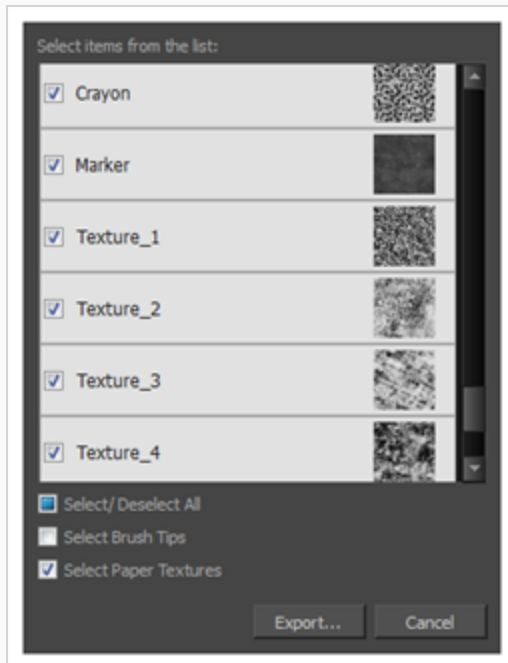 Select items from the list:
Crayon
Marker
Texture_1
Texture_2
Texture_3
Texture_4
Select/ Deselect All
Select Brush Tips
Select Paper Textures
Export... Cancel